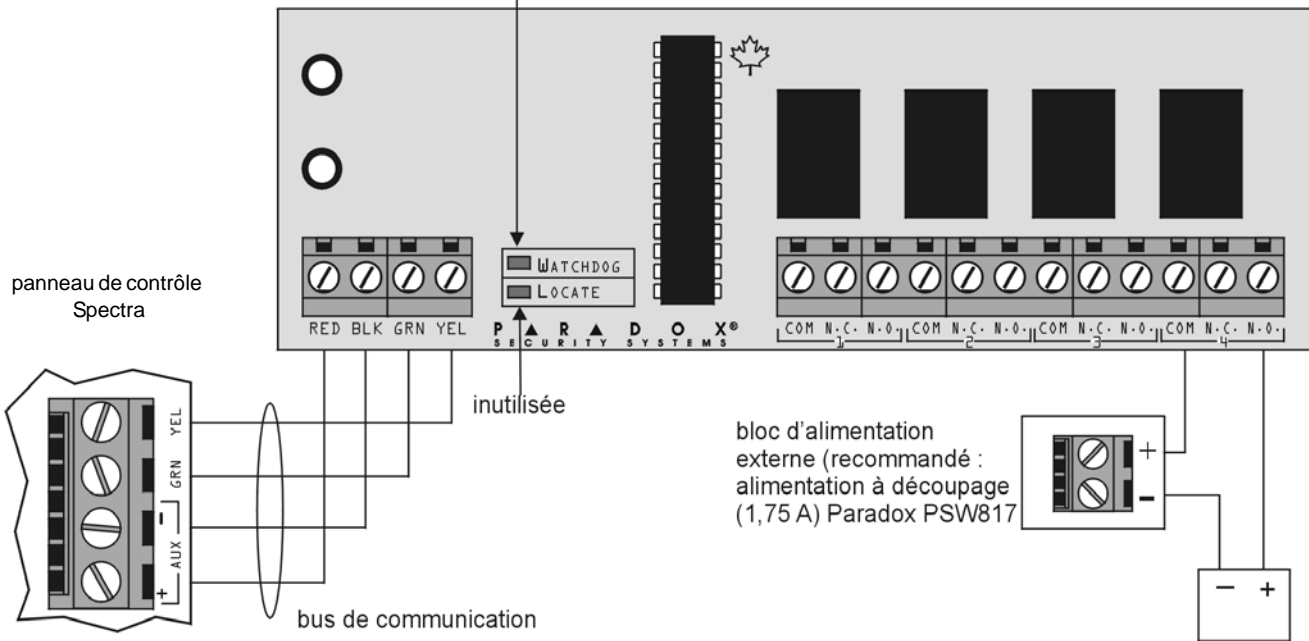 WATCHDOG
LOCATE
RED BLK GRN YEL
PARADOX®
SECURITY SYSTEMS
COM N.C. N.O. COM N.C. N.O. COM N.C. N.O. COM N.C. N.O.
1 2 3 4
panneau de contrôle
Spectra
inutilisée
YEL
GRN
-
AUX
+
bus de communication
bloc d'alimentation
externe (recommandé :
alimentation à découpage
(1,75 A) Paradox PSW817
+
-
- +